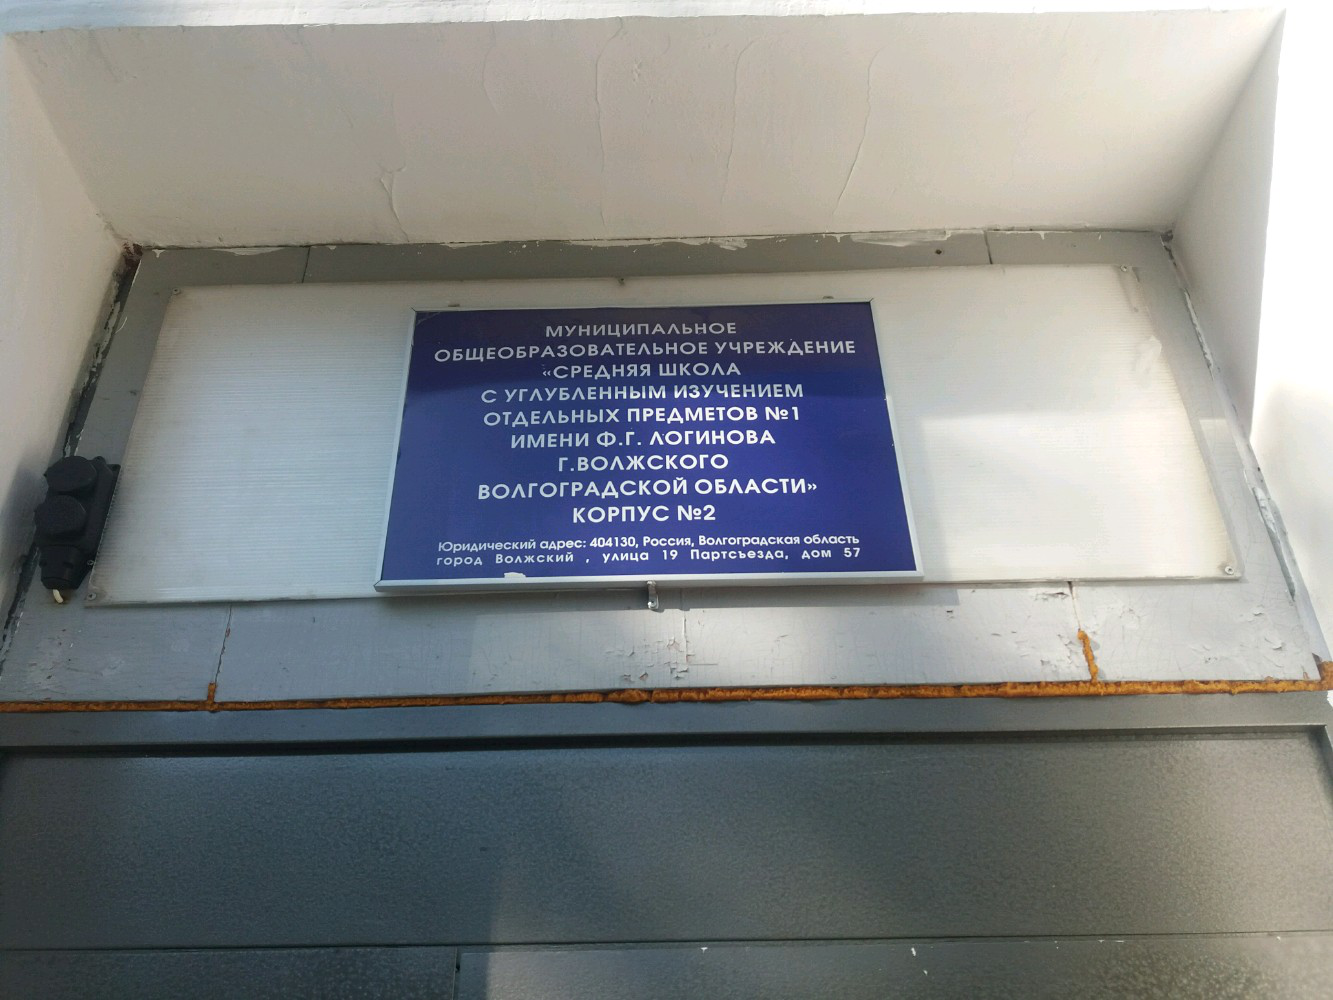 МУНИЦИПАЛЬНОЕ
ОБЩЕОБРАЗОВАТЕЛЬНОЕ УЧРЕЖДЕНИЕ
«СРЕДНЯЯ ШКОЛА
С УГЛУБЛЕННЫМ ИЗУЧЕНИЕМ
ОТДЕЛЬНЫХ ПРЕДМЕТОВ №1
ИМЕНИ Ф.Г. ЛОГИНОВА
Г.ВОЛЖСКОГО
ВОЛГОГРАДСКОЙ ОБЛАСТИ»
КОРПУС №2
Юридический адрес: 404130, Россия, Волгоградская область
город Волжский , улица 19 Партсъезда, дом 57